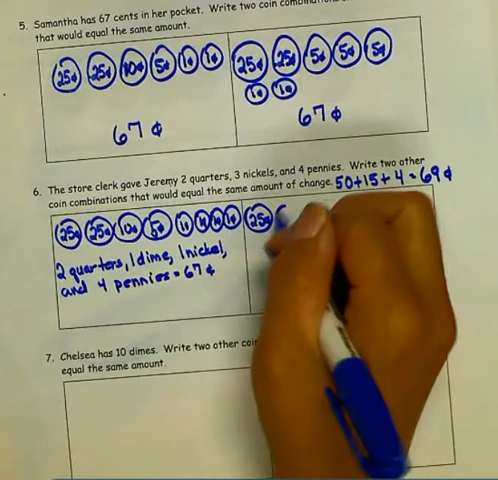 5. Samantha has 67 cents in her pocket. Write two coin
that would equal the same amount.
25¢ 25¢ 10¢ 5¢ 1¢ 1¢
67 ¢
25¢ 25¢ 5¢ 5¢ 5¢
1¢ 1¢
67 ¢
6. The store clerk gave Jeremy 2 quarters, 3 nickels, and 4 pennies. Write two other
coin combinations that would equal the same amount of change. 50+15+4=69¢
25¢ 25¢ 10¢ 5¢ 1¢ 1¢ 1¢ 1¢
2 quarters, 1 dime, 1 nickel,
and 4 pennies = 67 ¢
25¢
7. Chelsea has 10 dimes. Write two other
equal the same amount.